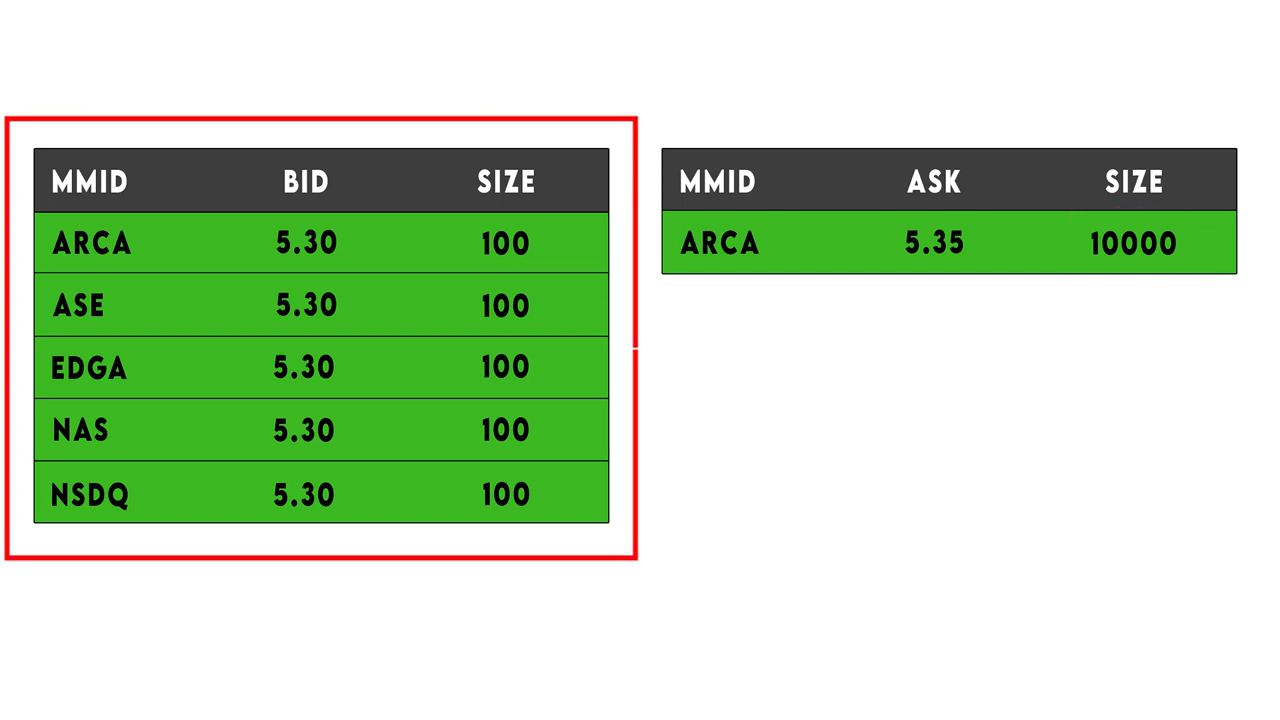 MMID BID SIZE
ARCA 5.30 100
ASE 5.30 100
EDGA 5.30 100
NAS 5.30 100
NSDQ 5.30 100
MMID ASK SIZE
ARCA 5.35 10000